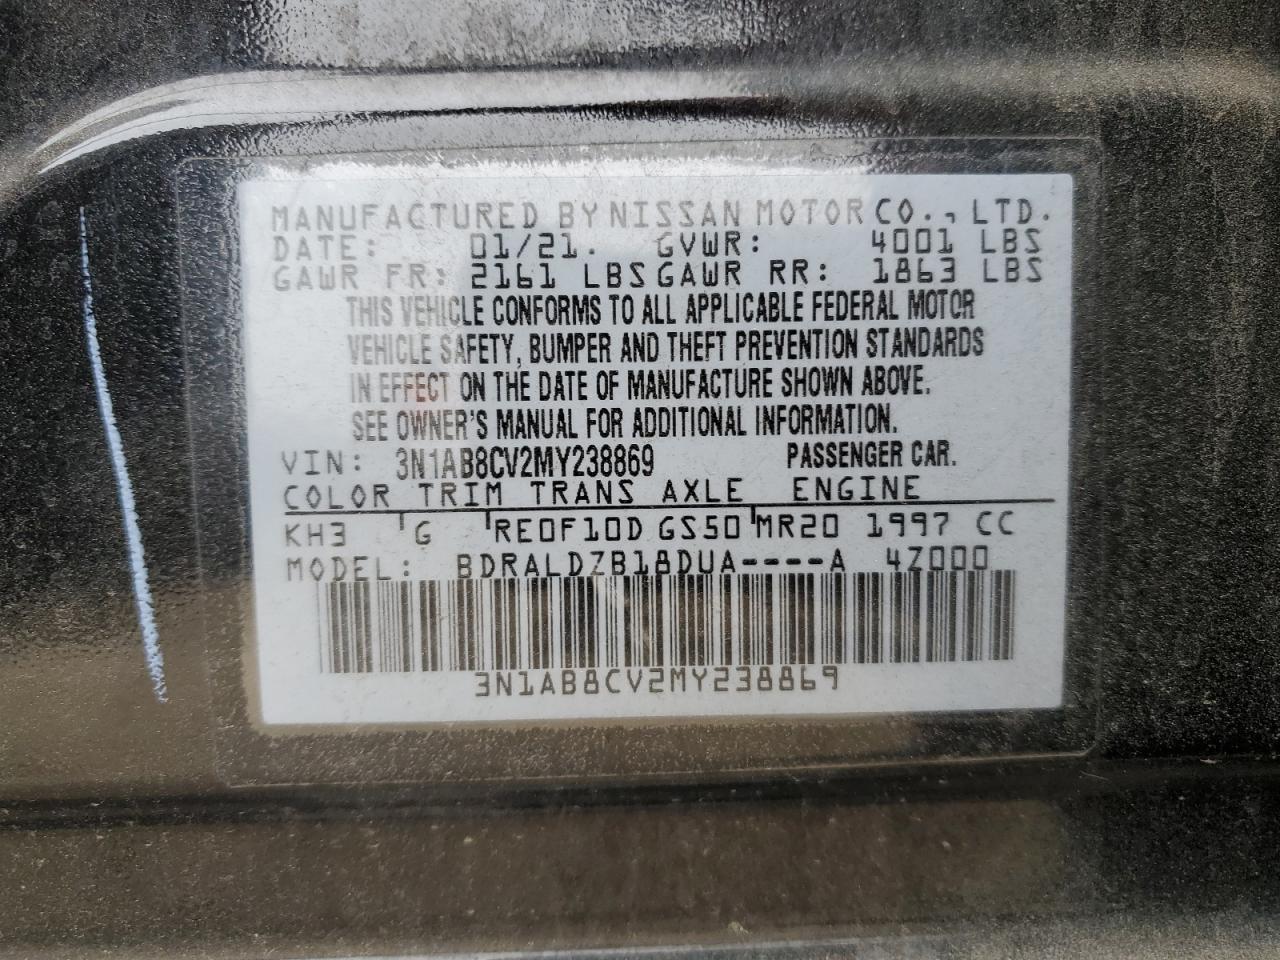 MANUFACTURED BY NISSAN MOTOR CO., LTD.
DATE: 01/21. GVWR: 4001 LBS
GAWR FR: 2161 LBS GAWR RR: 1863 LBS
THIS VEHICLE CONFORMS TO ALL APPLICABLE FEDERAL MOTOR
VEHICLE SAFETY, BUMPER AND THEFT PREVENTION STANDARDS
IN EFFECT ON THE DATE OF MANUFACTURE SHOWN ABOVE.
SEE OWNER'S MANUAL FOR ADDITIONAL INFORMATION.
VIN: 3N1AB8CV2MY238869 PASSENGER CAR.
COLOR TRIM TRANS AXLE ENGINE
KH3 G RE0F10D GS50 MR20 1997 CC
MODEL: BDRALDZB18DUA----A 4Z000
3N1AB8CV2MY238869